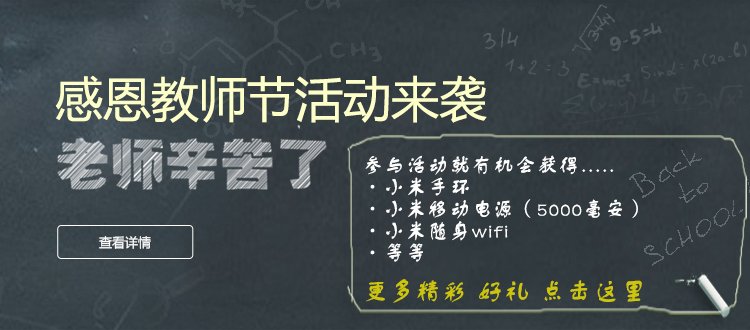 感恩教师节活动来袭
老师辛苦了
查看详情
参与活动就有机会获得.....
·小米手环
·小米移动电源（5000毫安）
·小米随身wifi
·等等
更多精彩 好礼 点击这里
Back
to
SCHOOL
3/4
1+2=3
9-5=4
E=mc²
CH3